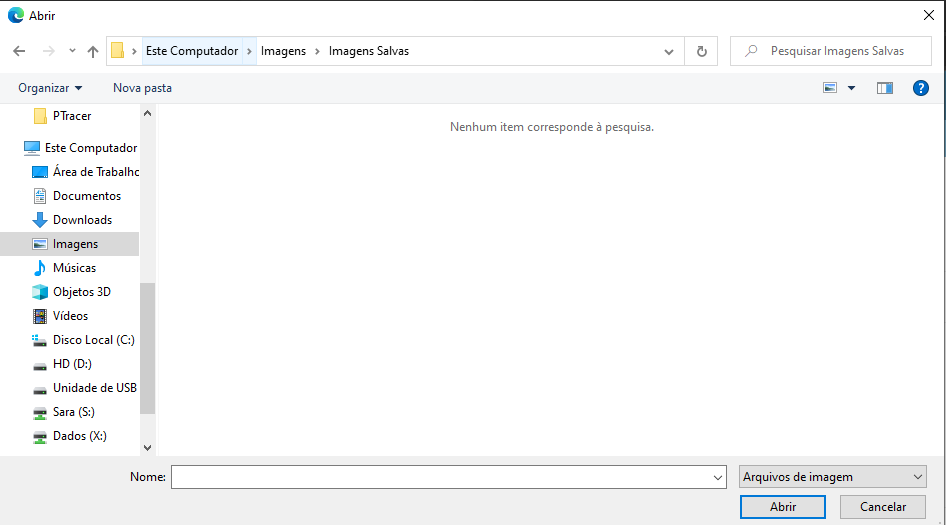 Abrir
Este Computador > Imagens > Imagens Salvas
Pesquisar Imagens Salvas
Organizar
Nova pasta
?
PTracer
Este Computador
Área de Trabalho
Documentos
Downloads
Imagens
Músicas
Objetos 3D
Vídeos
Disco Local (C:)
HD (D:)
Unidade de USB
Sara (S:)
Dados (X:)
Nenhum item corresponde à pesquisa.
Nome:
Arquivos de imagem
Abrir
Cancelar